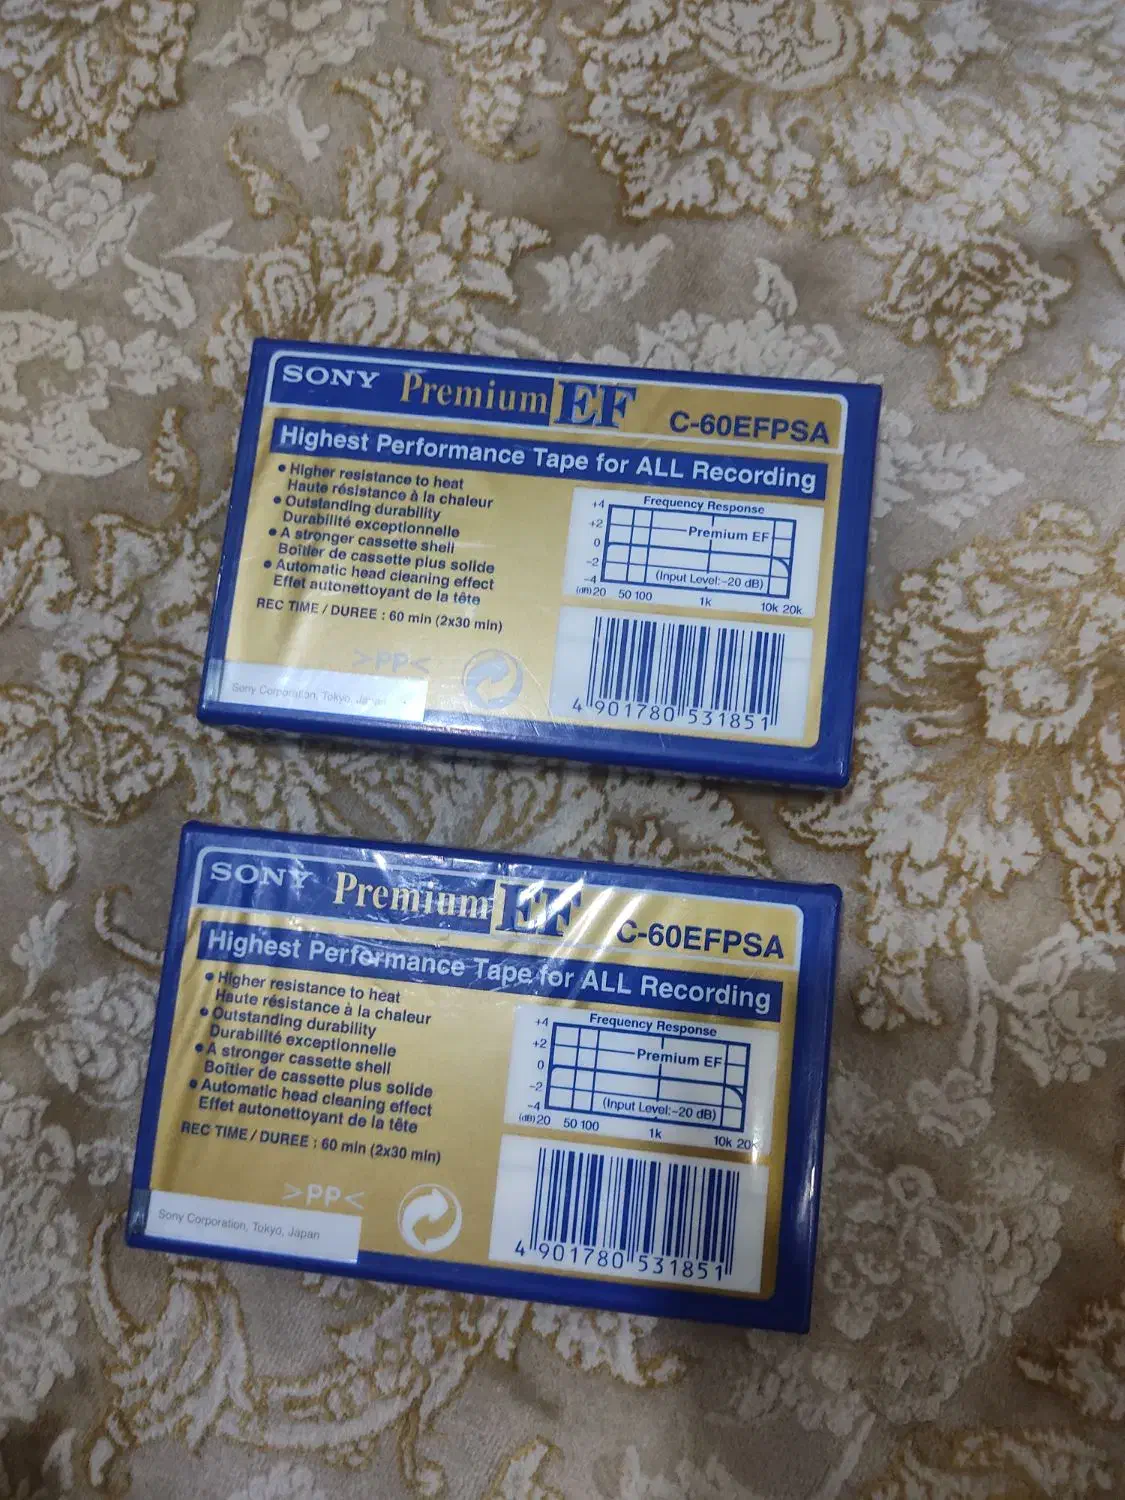 SONY Premium EF C-60EFPSA
Highest Performance Tape for ALL Recording
• Higher resistance to heat
Haute résistance à la chaleur
• Outstanding durability
Durabilité exceptionnelle
• A stronger cassette shell
Boîtier de cassette plus solide
• Automatic head cleaning effect
Effet autonettoyant de la tête
REC TIME / DUREE : 60 min (2x30 min)
>PP<
Sony Corporation, Tokyo, Japan
Frequency Response
+4
+2
0
-2
-4
Premium EF
(Input Level:-20 dB)
(dB) 20 50 100 1k 10k 20k
4 901780 531851
SONY Premium EF C-60EFPSA
Highest Performance Tape for ALL Recording
• Higher resistance to heat
Haute résistance à la chaleur
• Outstanding durability
Durabilité exceptionnelle
• A stronger cassette shell
Boîtier de cassette plus solide
• Automatic head cleaning effect
Effet autonettoyant de la tête
REC TIME / DUREE : 60 min (2x30 min)
>PP<
Sony Corporation, Tokyo, Japan
Frequency Response
+4
+2
0
-2
-4
Premium EF
(Input Level:-20 dB)
(dB) 20 50 100 1k 10k 20k
4 901780 531851